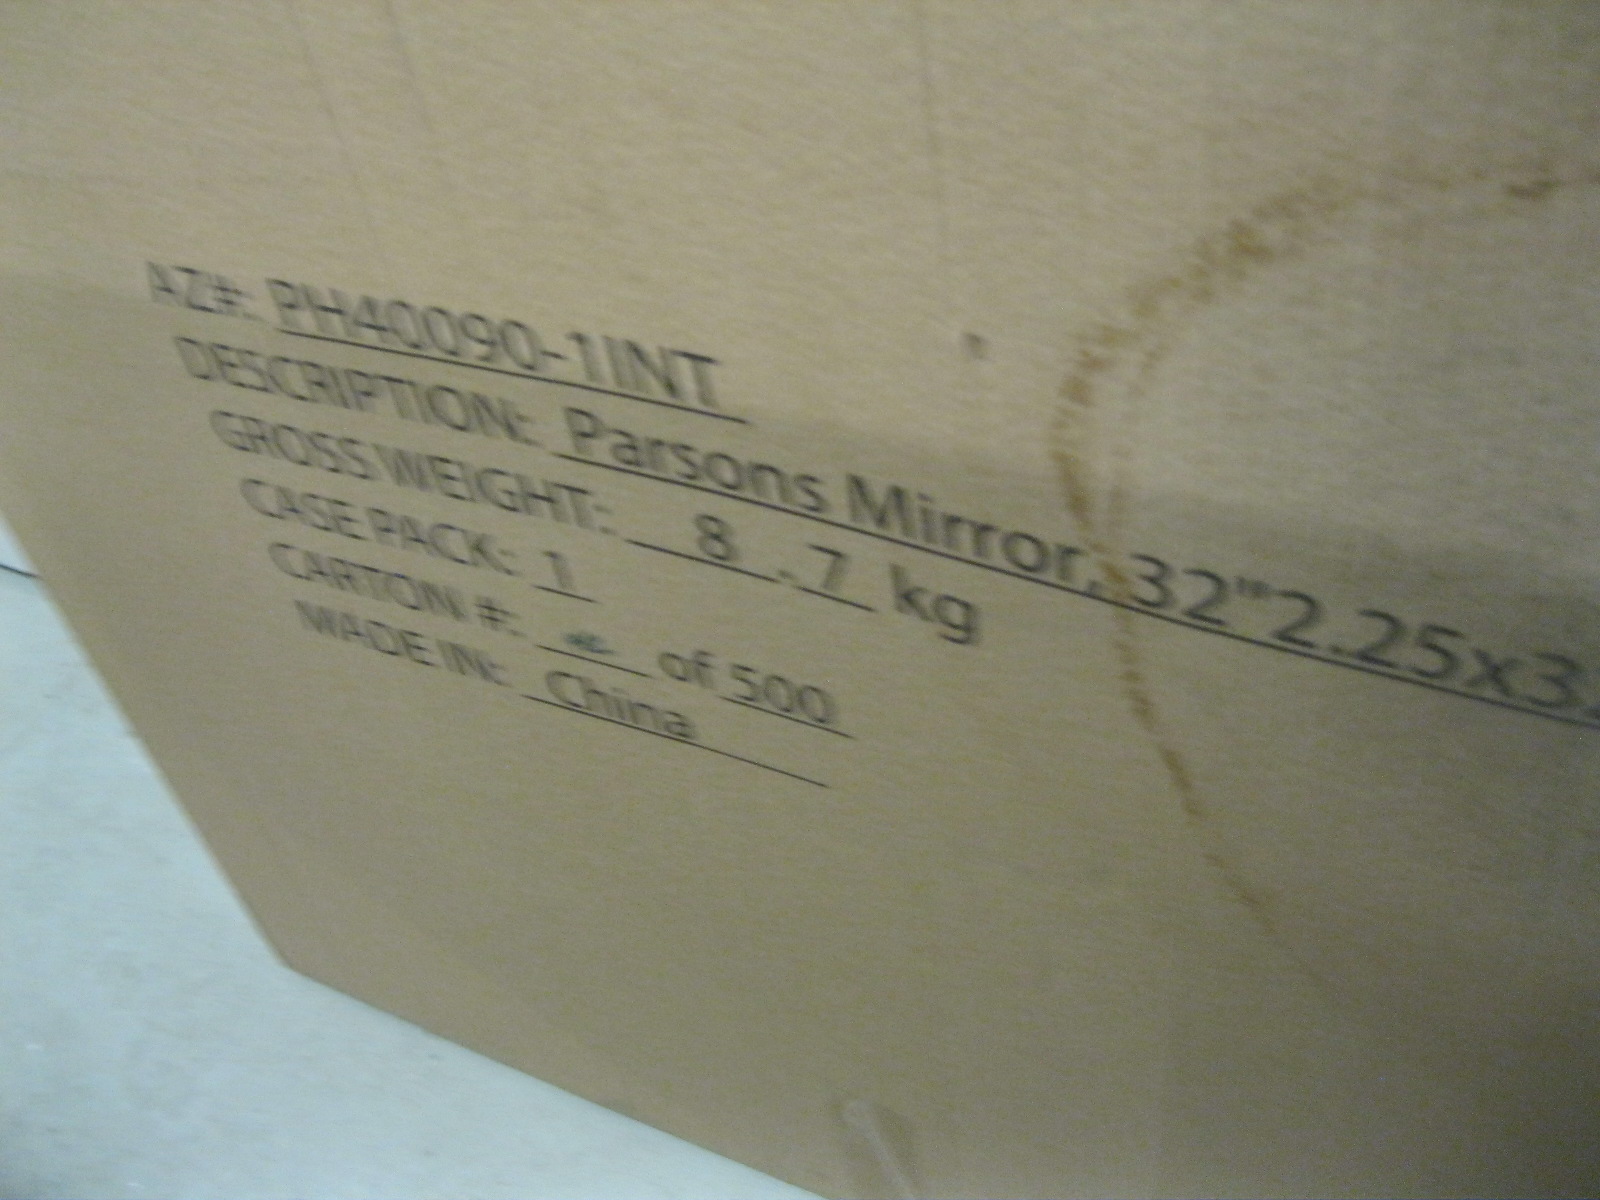 AZ#: PH40090-1INT
DESCRIPTION: Parsons Mirror, 32"'2.25x3
GROSS WEIGHT: 8 .7 kg
CASE PACK: 1
CARTON #: of 500
MADE IN: China